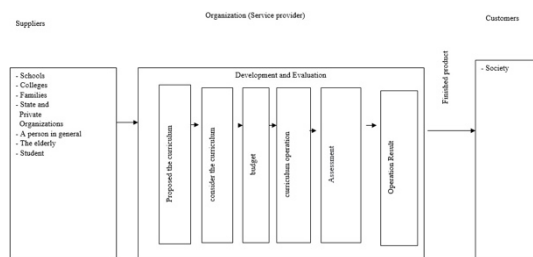 Suppliers
Organization (Service provider)
Customers
- Schools
- Colleges
- Families
- State and
Private
Organizations
- A person in general
- The elderly
- Student
Development and Evaluation
Proposed the curriculum
consider the curriculum
budget
curriculum operation
Assessment
Operation Result
Finished product
- Society